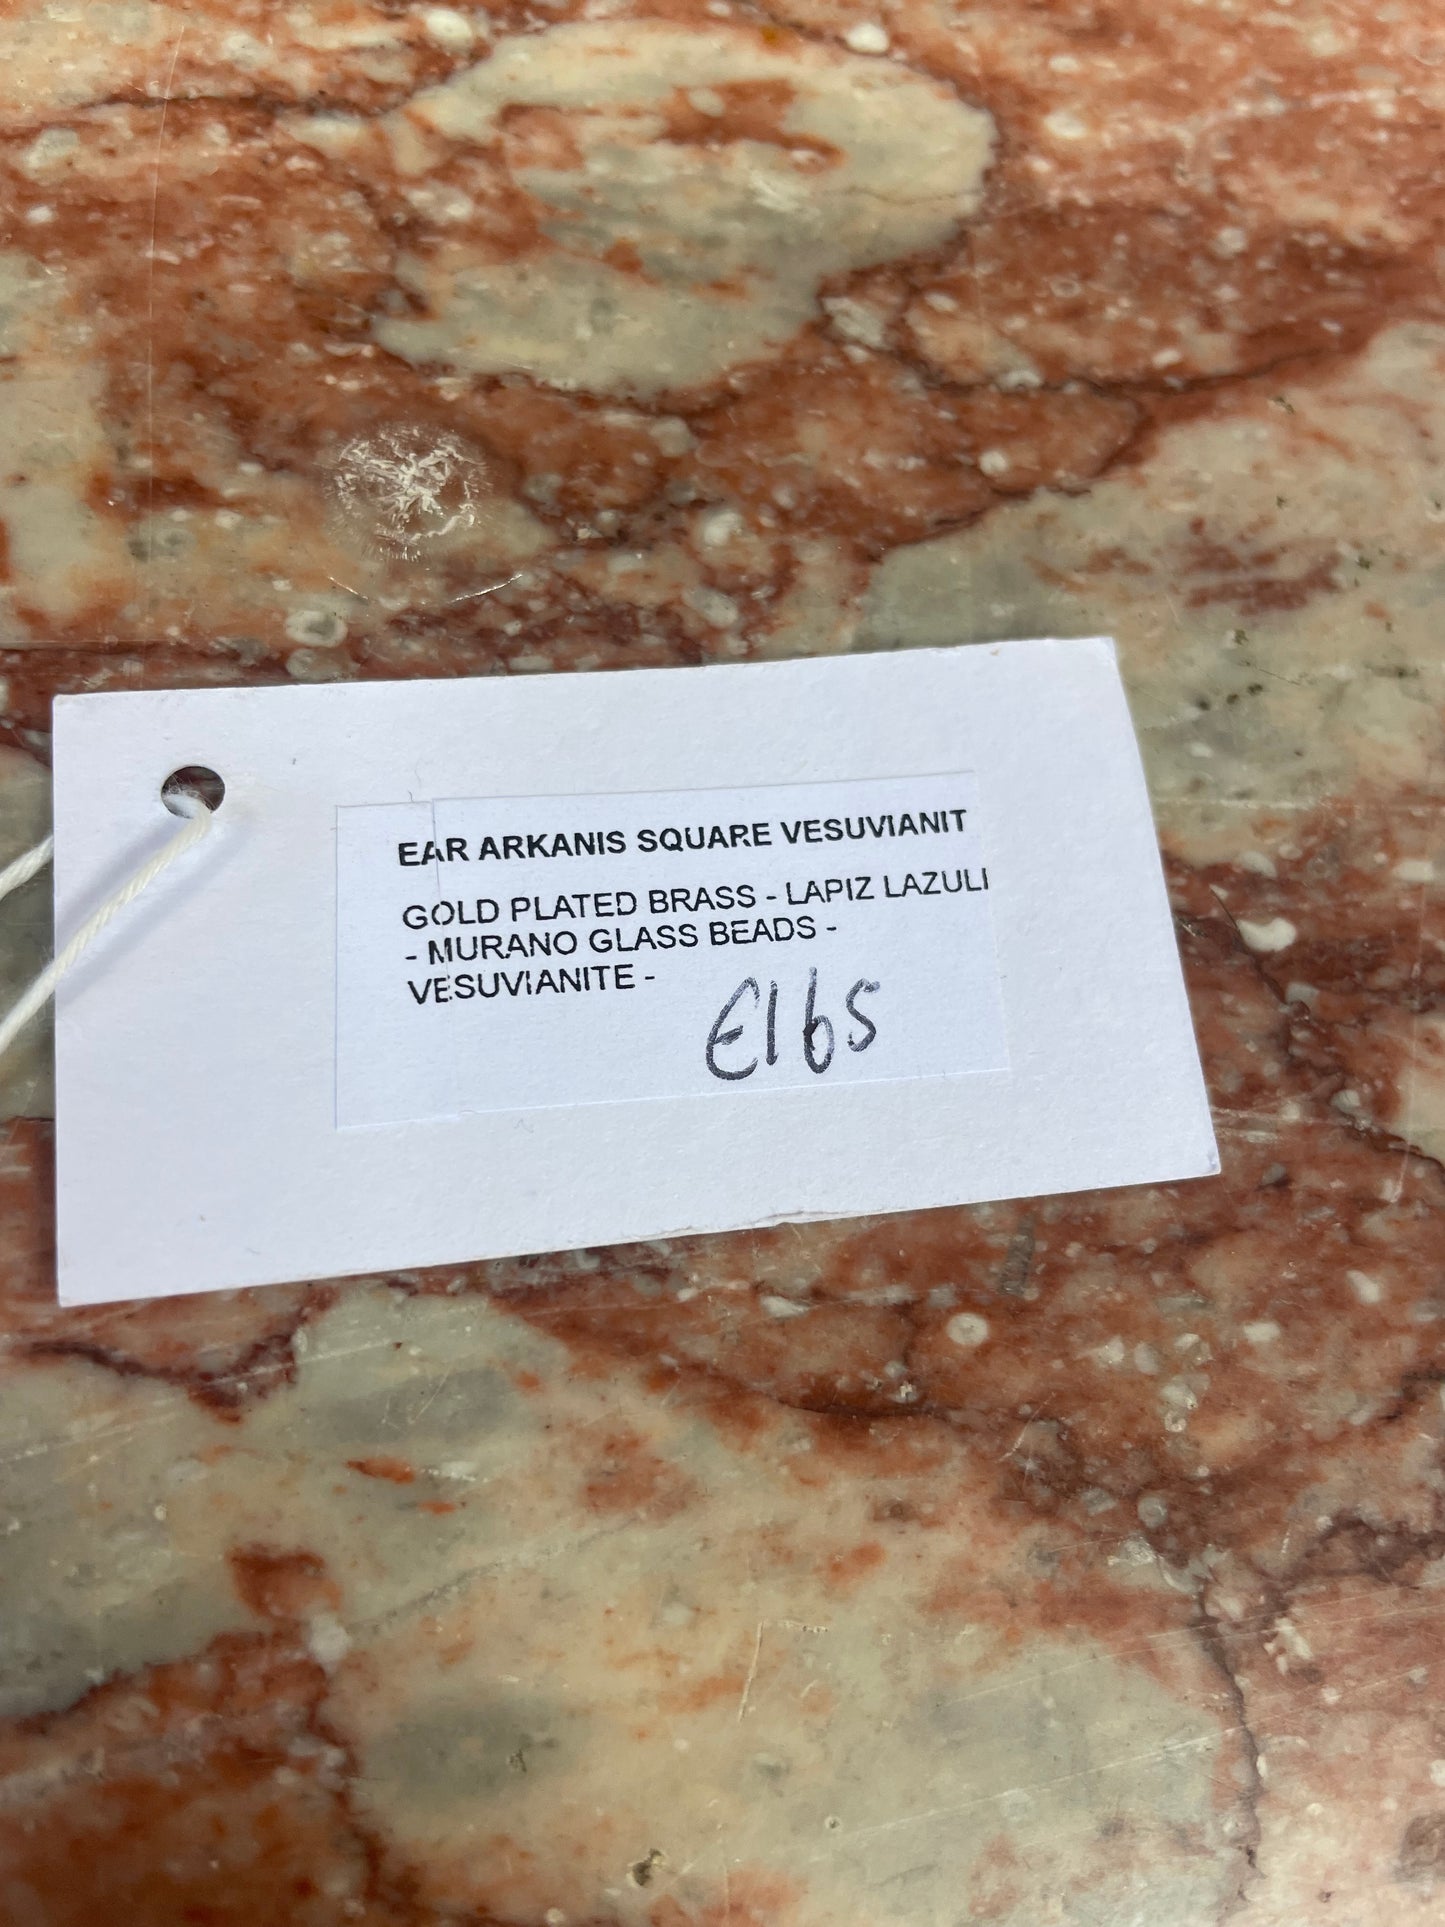 EAR ARKANIS SQUARE VESUVIANIT
GOLD PLATED BRASS - LAPIZ LAZULI
- MURANO GLASS BEADS -
VESUVIANITE -
€165